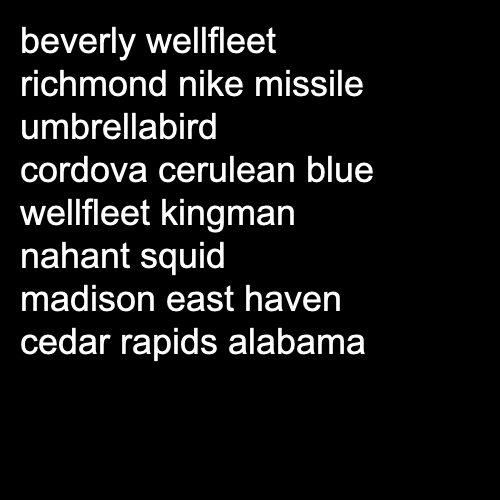 beverly wellfleet
richmond nike missile
umbrellabird
cordova cerulean blue
wellfleet kingman
nahant squid
madison east haven
cedar rapids alabama